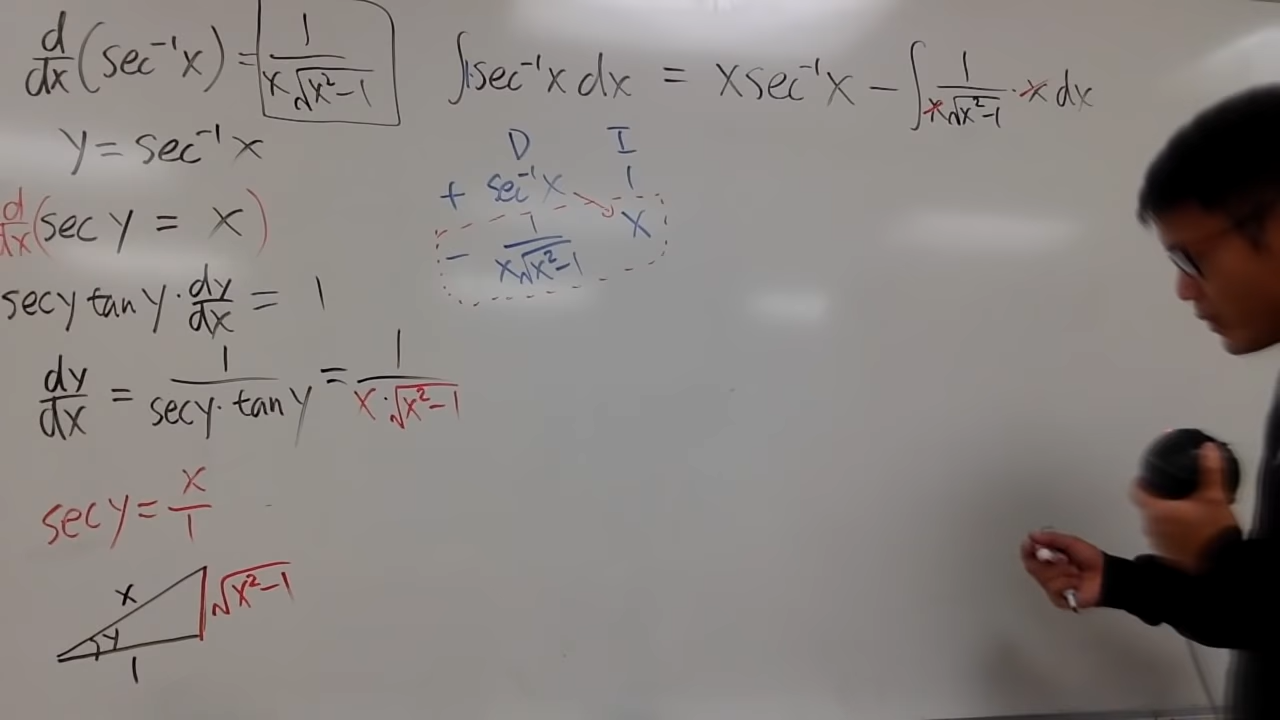 d/dx (sec⁻¹x) = 1/(x√(x²-1))
y = sec⁻¹x
d/dx (sec y = x)
sec y tan y · dy/dx = 1
dy/dx = 1/(sec y · tan y) = 1/(x·√(x²-1))
sec y = x/1
x
√(x²-1)
y
1
∫1·sec⁻¹x dx = x sec⁻¹x - ∫ 1/(x√(x²-1)) · x dx
D I
+ sec⁻¹x 1
- 1/(x√(x²-1)) x